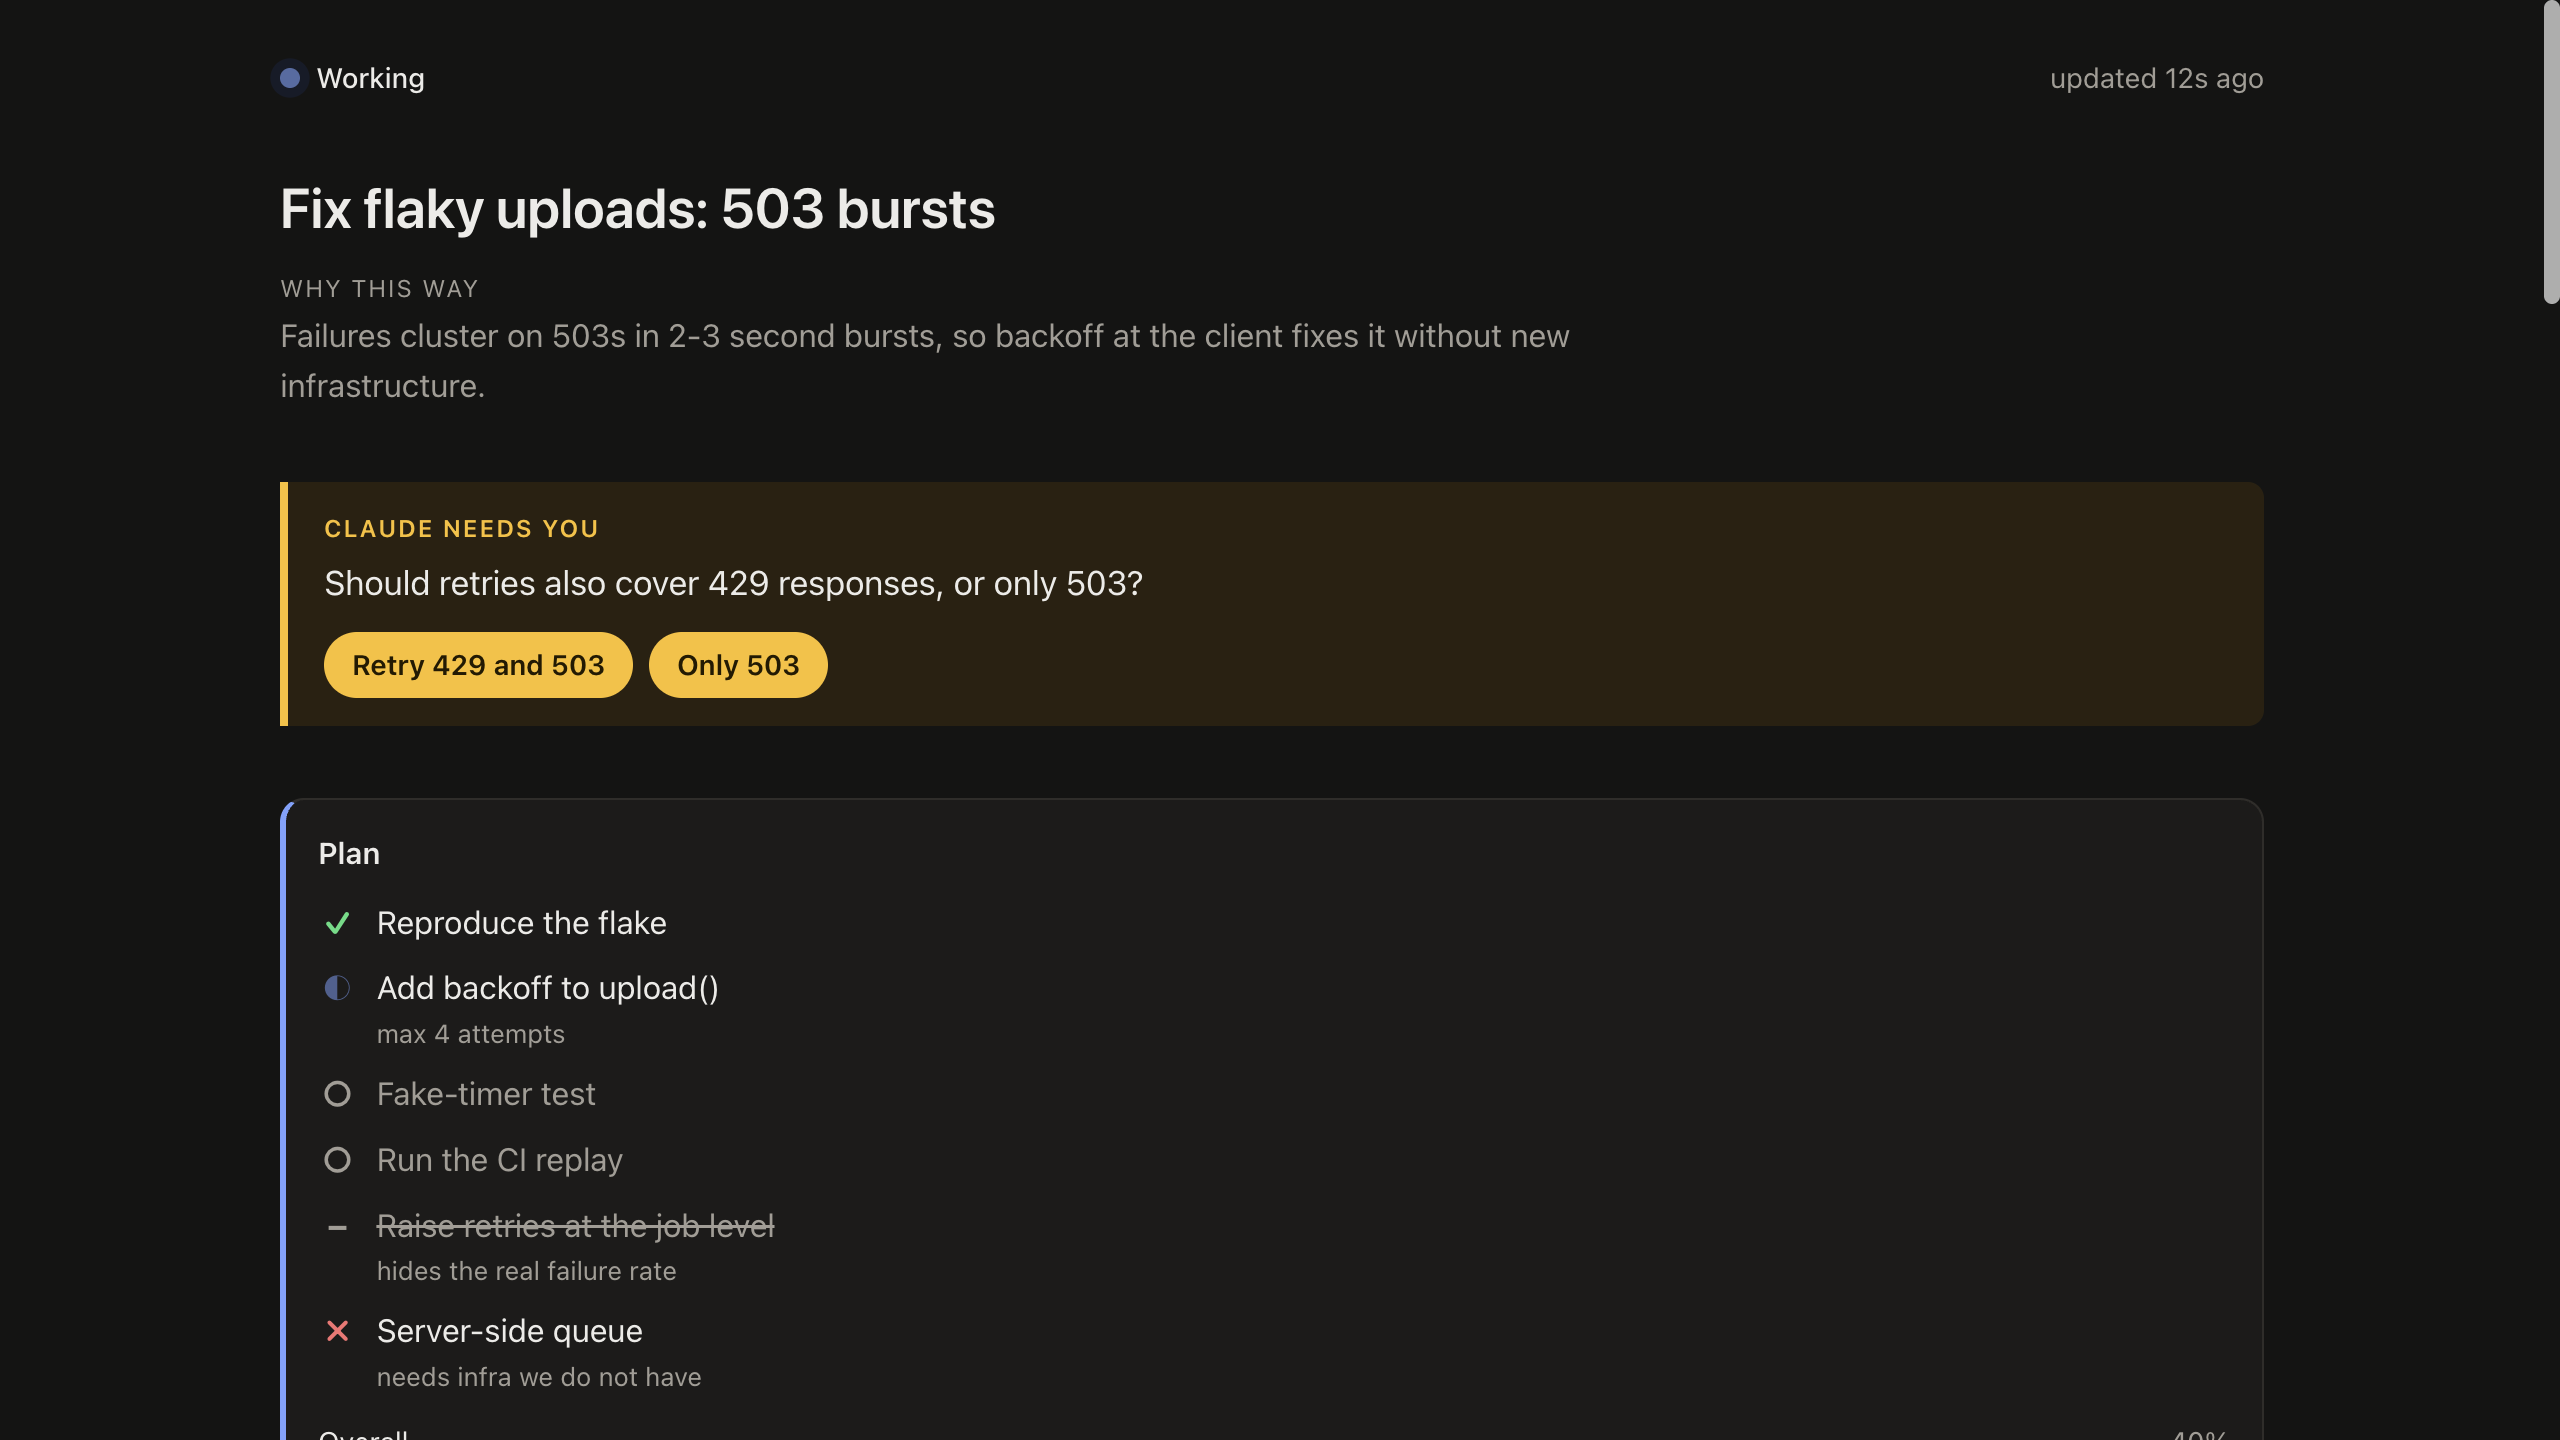 Working
updated 12s ago
Fix flaky uploads: 503 bursts
WHY THIS WAY
Failures cluster on 503s in 2-3 second bursts, so backoff at the client fixes it without new
infrastructure.
CLAUDE NEEDS YOU
Should retries also cover 429 responses, or only 503?
Retry 429 and 503
Only 503
Plan
Reproduce the flake
Add backoff to upload()
max 4 attempts
Fake-timer test
Run the CI replay
Raise retries at the job level
hides the real failure rate
Server-side queue
needs infra we do not have
Overall
40%